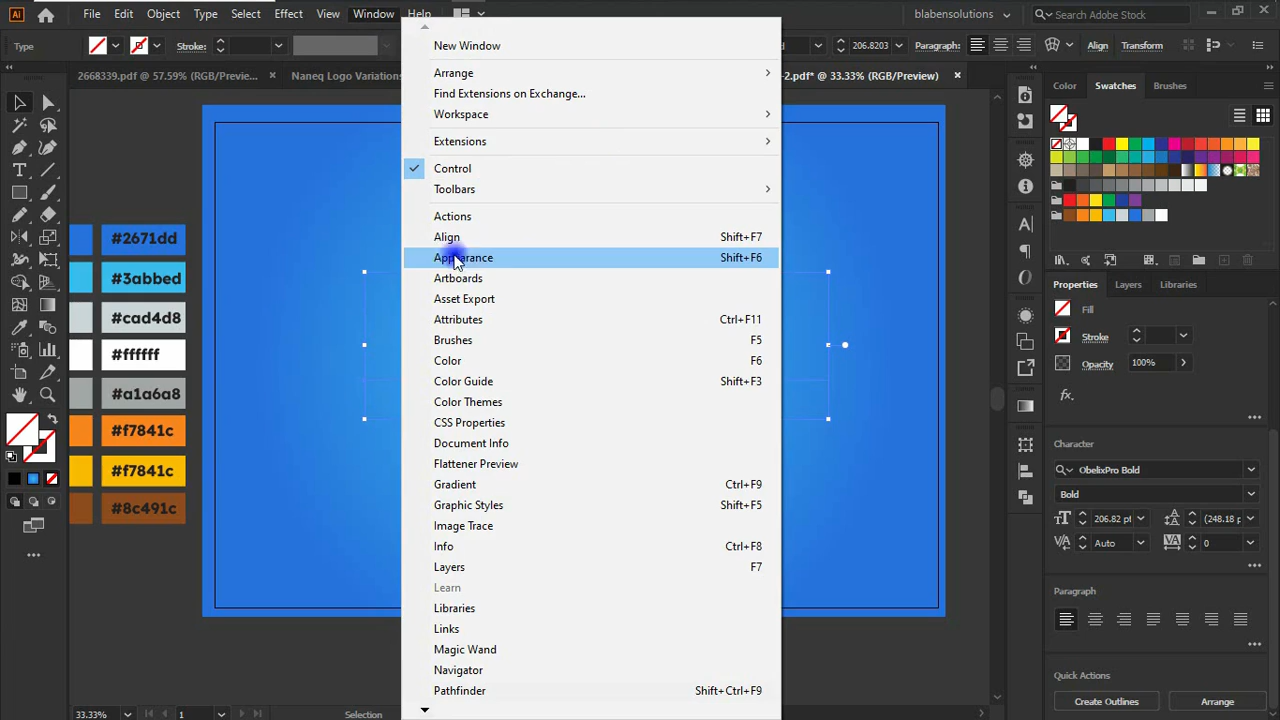 Ai File Edit Object Type Select Effect View Window Help blabensolutions Search Adobe Stock
Type Stroke: 206.8203 Paragraph: Align Transform
2668339.pdf @ 57.59% (RGB/Previe... × Naneq Logo Variations -2.pdf* @ 33.33% (RGB/Preview) ×
New Window
Arrange
Find Extensions on Exchange...
Workspace
Extensions
Control
Toolbars
Actions
Align Shift+F7
Appearance Shift+F6
Artboards
Asset Export
Attributes Ctrl+F11
Brushes F5
Color F6
Color Guide Shift+F3
Color Themes
CSS Properties
Document Info
Flattener Preview
Gradient Ctrl+F9
Graphic Styles Shift+F5
Image Trace
Info Ctrl+F8
Layers F7
Learn
Libraries
Links
Magic Wand
Navigator
Pathfinder Shift+Ctrl+F9
#2671dd
#3abbed
#cad4d8
#ffffff
#a1a6a8
#f7841c
#f7841c
#8c491c
Color Swatches Brushes
Properties Layers Libraries
Fill
Stroke
Opacity 100%
fx.
Character
ObelixPro Bold
Bold
206.82 pt (248.18 p
Auto 0
Paragraph
Quick Actions
Create Outlines Arrange
33.33% 1 Selection